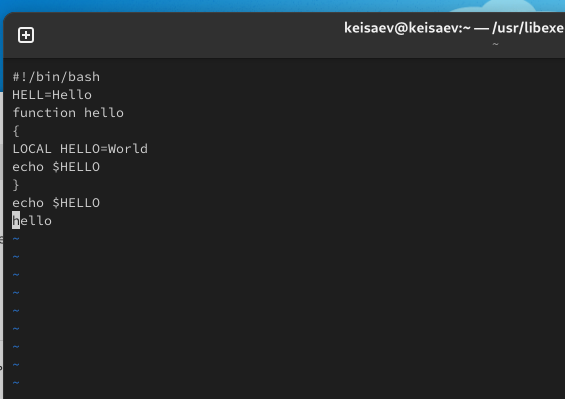 keisaev@keisaev:~ — /usr/libexe
~
#!/bin/bash
HELL=Hello
function hello
{
LOCAL HELLO=World
echo $HELLO
}
echo $HELLO
hello
~
~
~
~
~
~
~
~
~